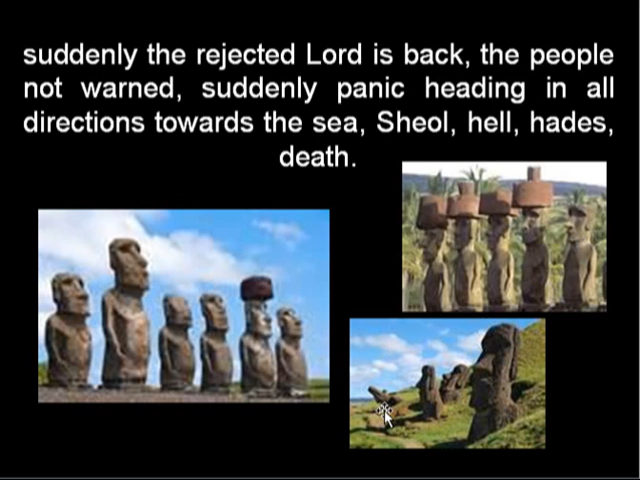 suddenly the rejected Lord is back, the people
not warned, suddenly panic heading in all
directions towards the sea, Sheol, hell, hades,
death.